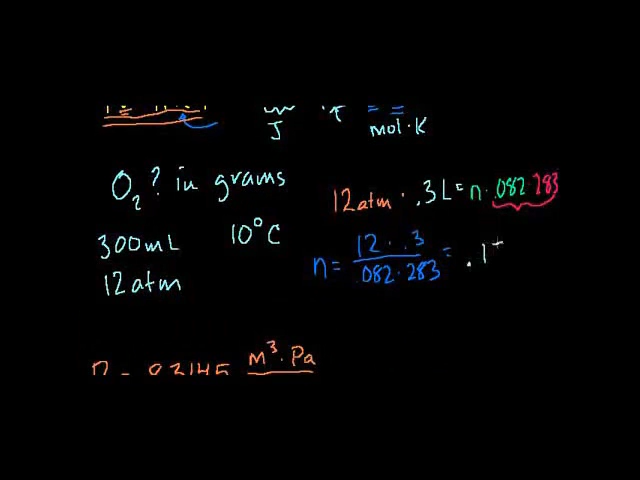 J
mol·K
O₂? in grams
12atm · .3L = n · .082 · 283
300mL 10°C
n = 12 · .3 / .082 · 283 = .1
12atm
m³·Pa